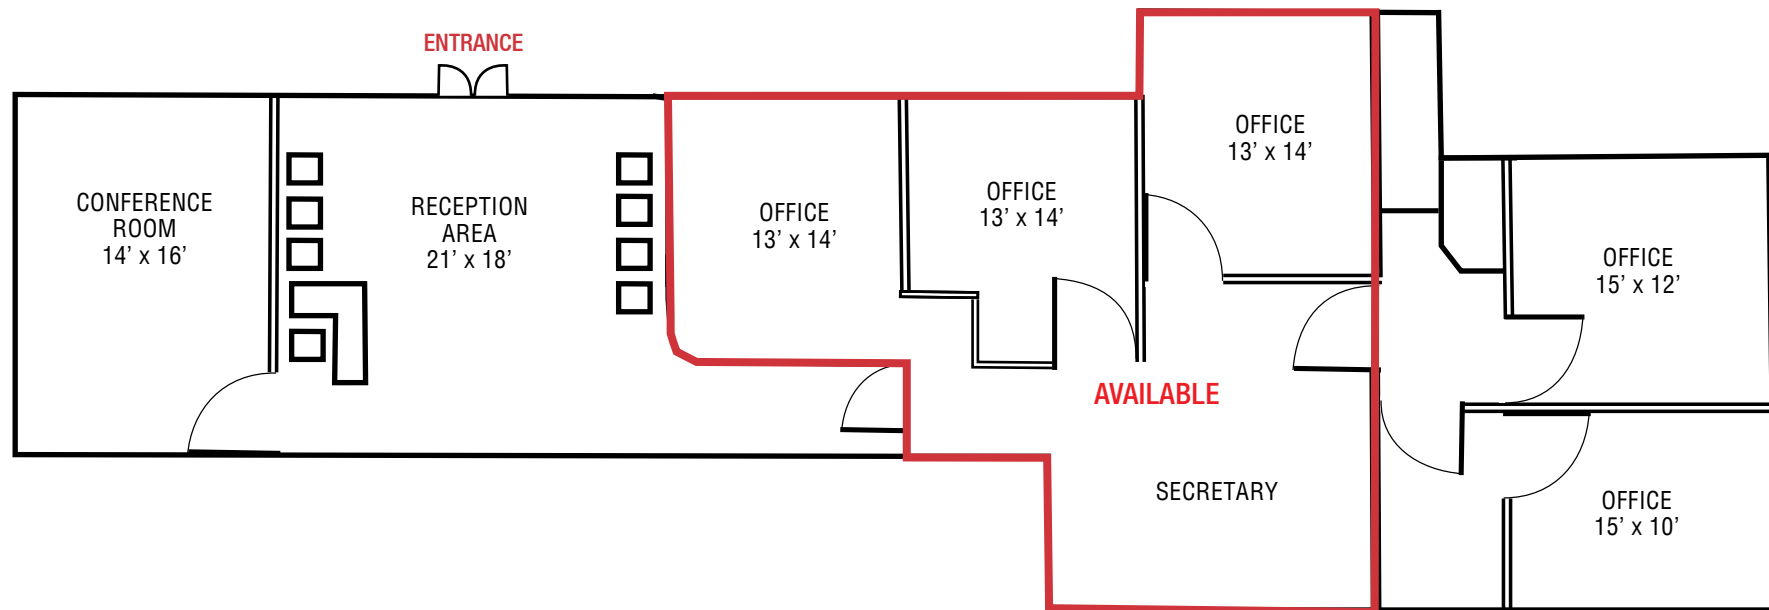 ENTRANCE
CONFERENCE
ROOM
14’ x 16’
RECEPTION
AREA
21’ x 18’
OFFICE
13’ x 14’
OFFICE
13’ x 14’
OFFICE
13’ x 14’
AVAILABLE
SECRETARY
OFFICE
15’ x 12’
OFFICE
15’ x 10’